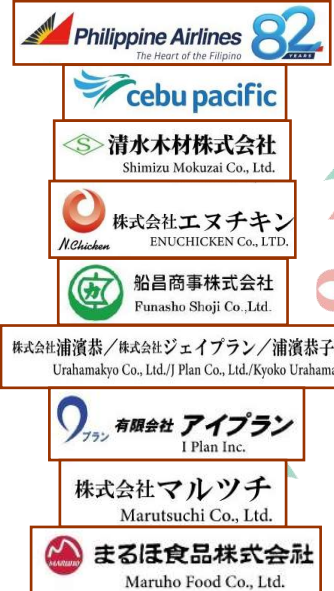 Philippine Airlines 82
The Heart of the Filipino YEARS
cebu pacific
S 清水木材株式会社
Shimizu Mokuzai Co., Ltd.
株式会社エヌチキン
N.Chicken ENUCHICKEN Co., LTD.
カ 船昌商事株式会社
Funasho Shoji Co.,Ltd.
株式会社浦濱恭／株式会社ジェイプラン／浦濱恭子
Urahamakyo Co., Ltd./J Plan Co., Ltd./Kyoko Urahama
プラン 有限会社 アイプラン
I Plan Inc.
株式会社マルツチ
Marutsuchi Co., Ltd.
MARUHO まるほ食品株式会社
Maruho Food Co., Ltd.